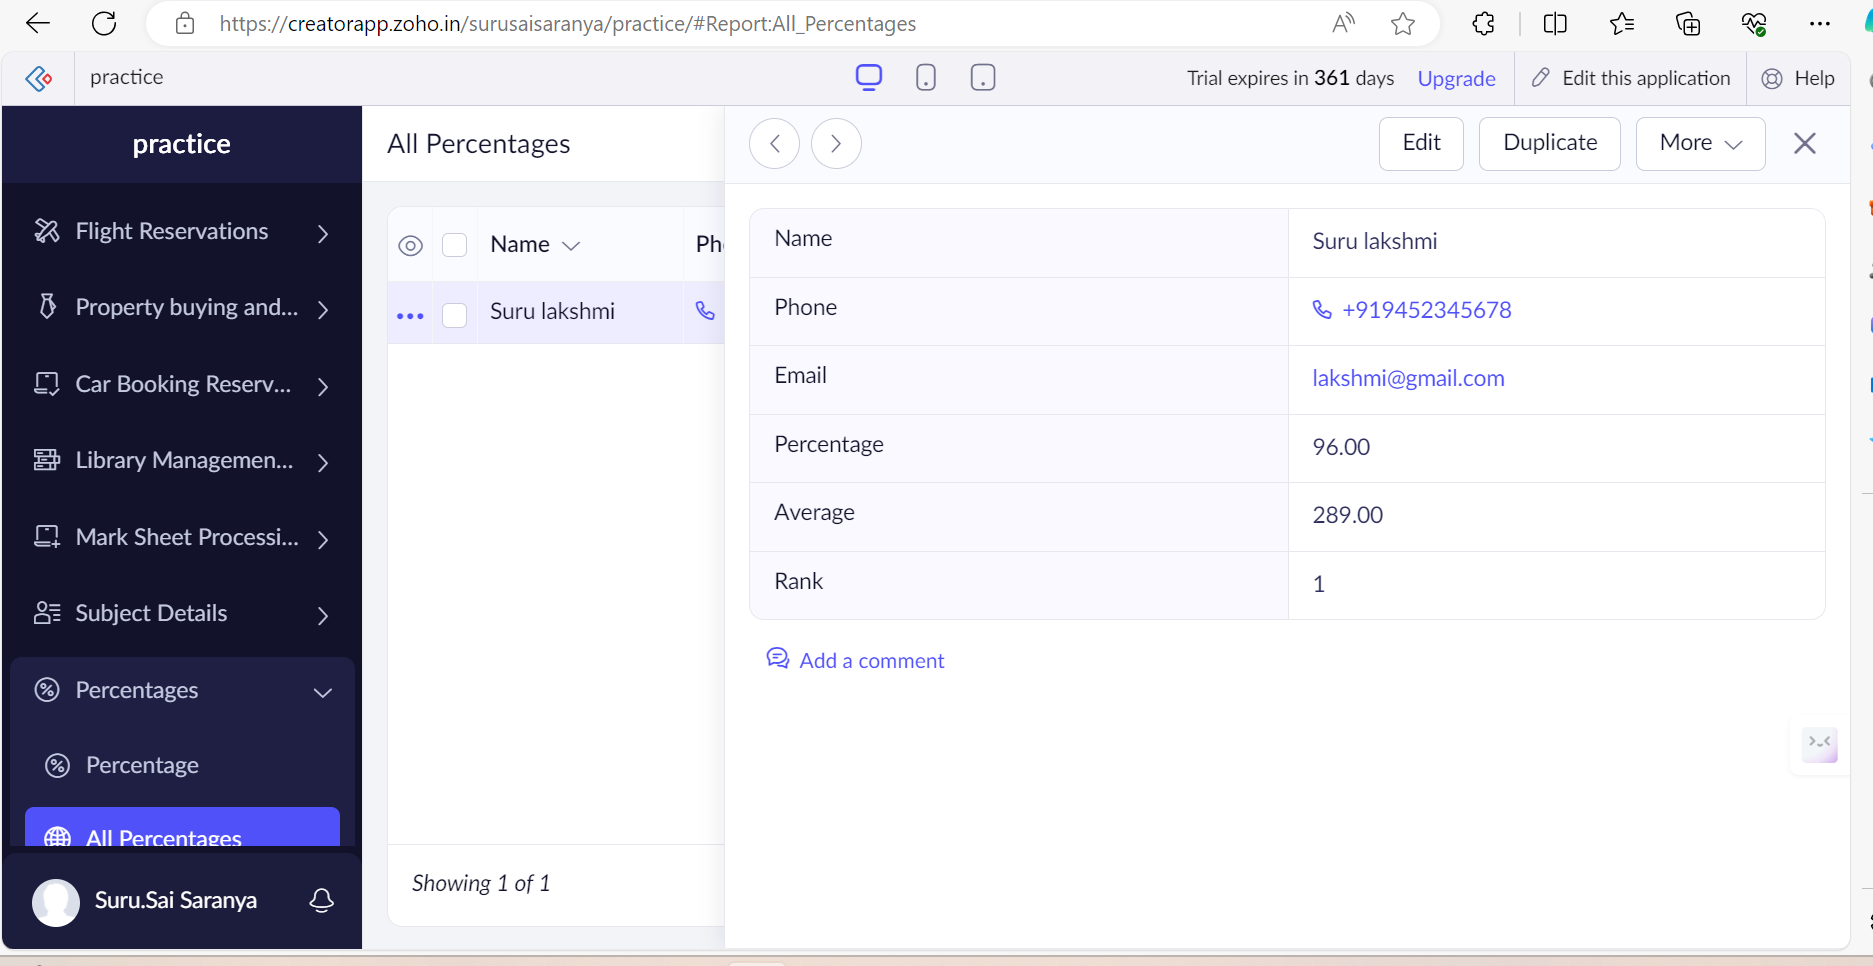 https://creatorapp.zoho.in/surusaisaranya/practice/#Report:All_Percentages
practice
Trial expires in 361 days
Upgrade
Edit this application
Help
practice
Flight Reservations
Property buying and...
Car Booking Reserv...
Library Managemen...
Mark Sheet Processi...
Subject Details
Percentages
Percentage
All Percentages
Suru.Sai Saranya
All Percentages
Name
Pho
Suru lakshmi
Showing 1 of 1
Edit
Duplicate
More
Name
Suru lakshmi
Phone
+919452345678
Email
lakshmi@gmail.com
Percentage
96.00
Average
289.00
Rank
1
Add a comment